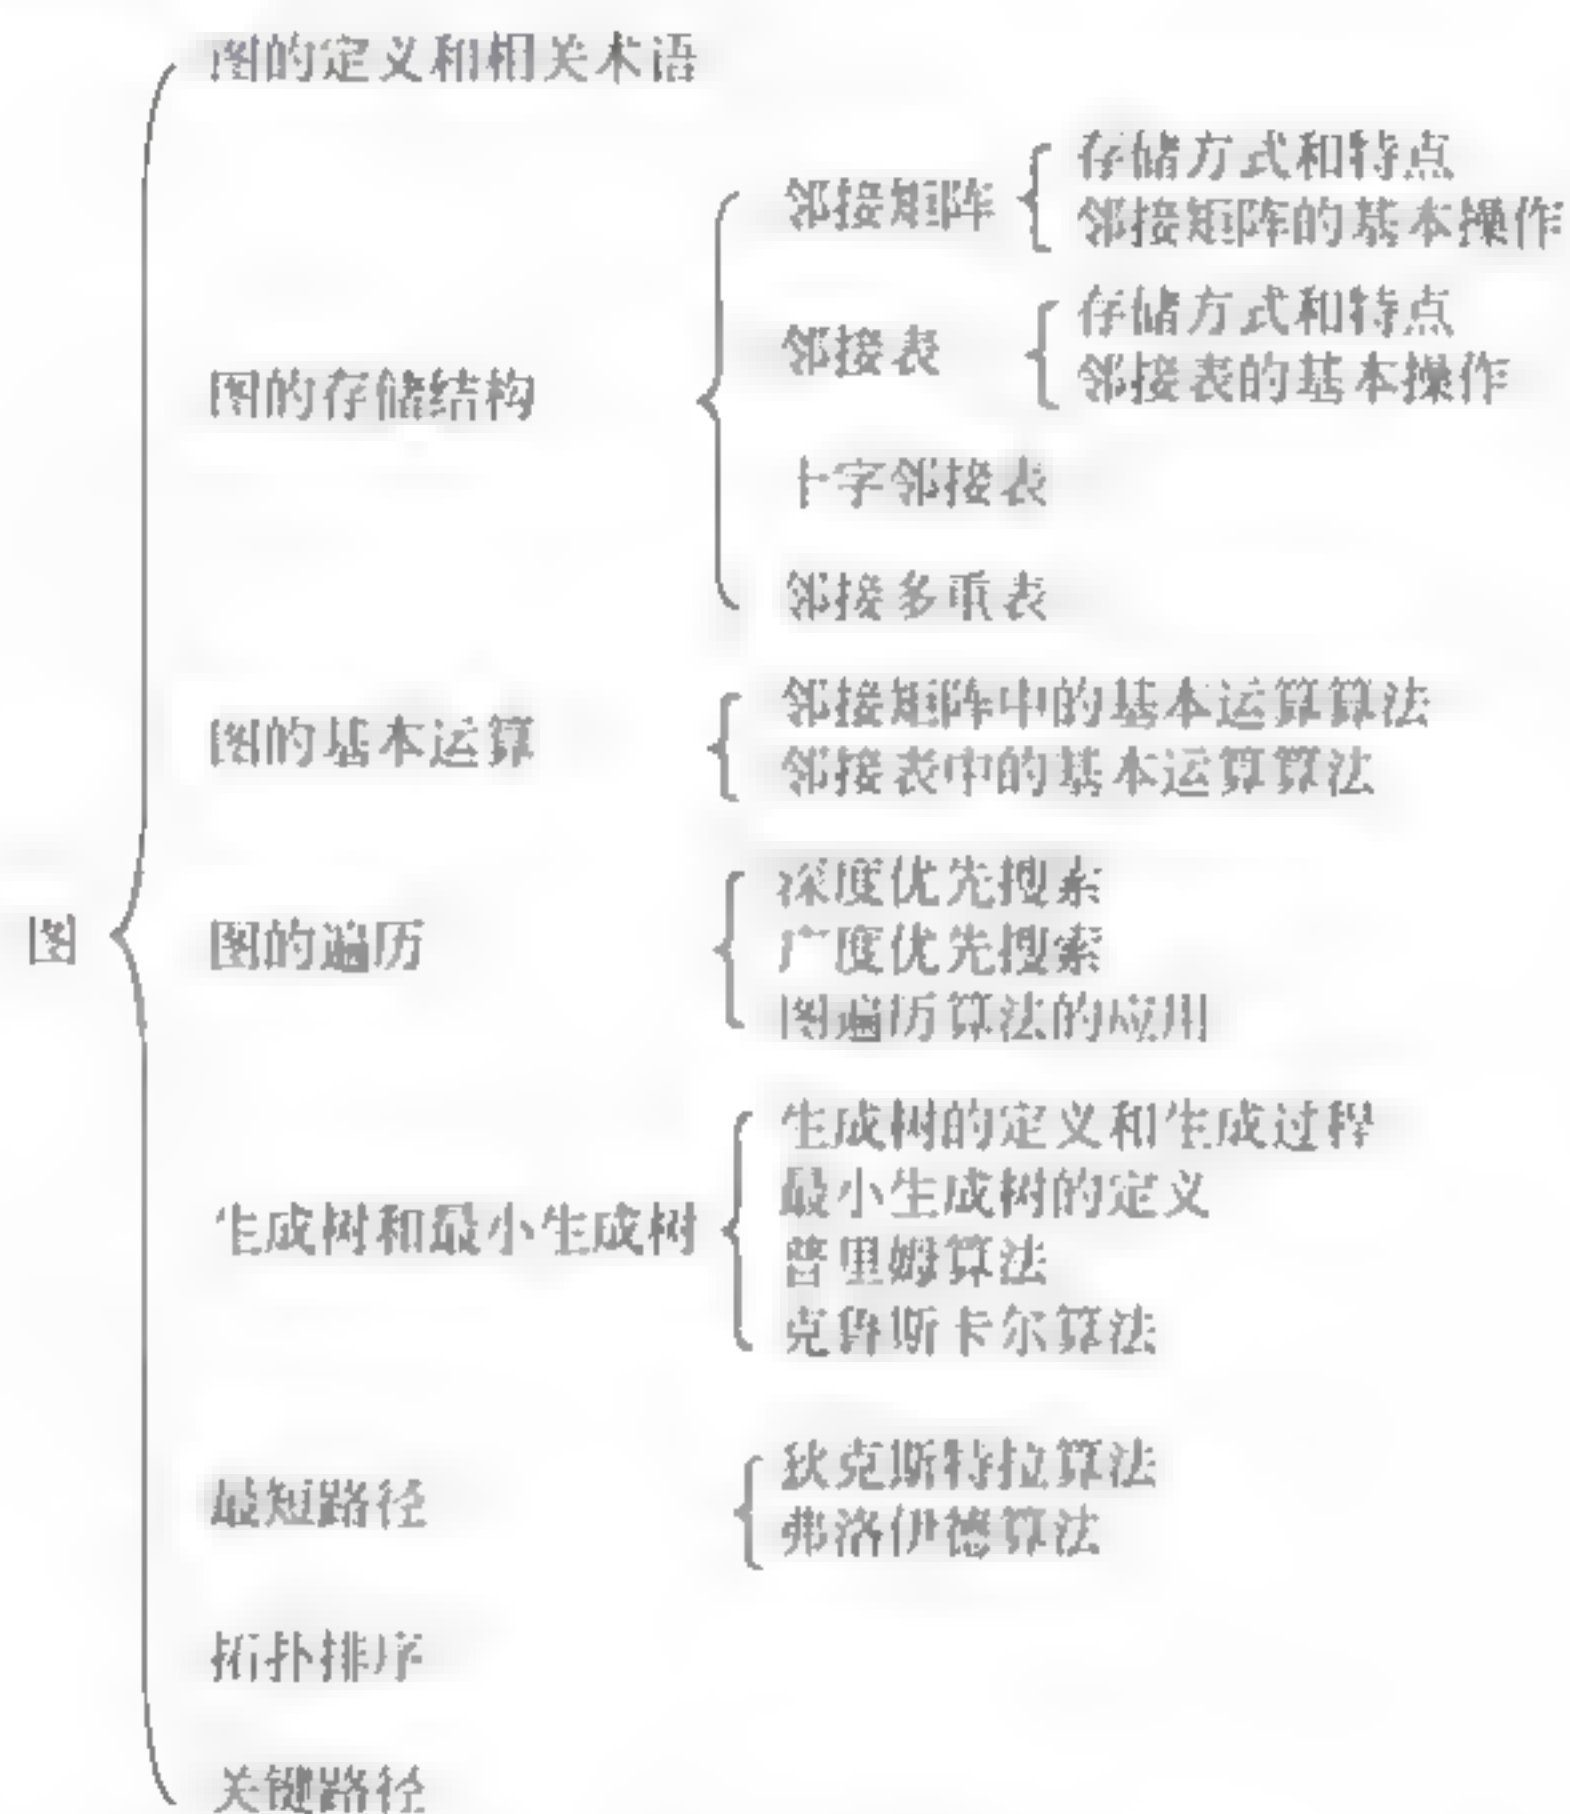 图的定义和相关术语
存储方式和特点
邻接矩阵
邻接矩阵的基本操作
存储方式和特点
邻接表
邻接表的基本操作
图的存储结构
十字邻接表
邻接多重表
邻接矩阵中的基本运算算法
图的基本运算
邻接表中的基本运算算法
深度优先搜索
图
图的遍历
广度优先搜索
图遍历算法的应用
生成树的定义和生成过程
最小生成树的定义
生成树和最小生成树
普里姆算法
克鲁斯卡尔算法
狄克斯特拉算法
最短路径
弗洛伊德算法
拓扑排序
关键路径